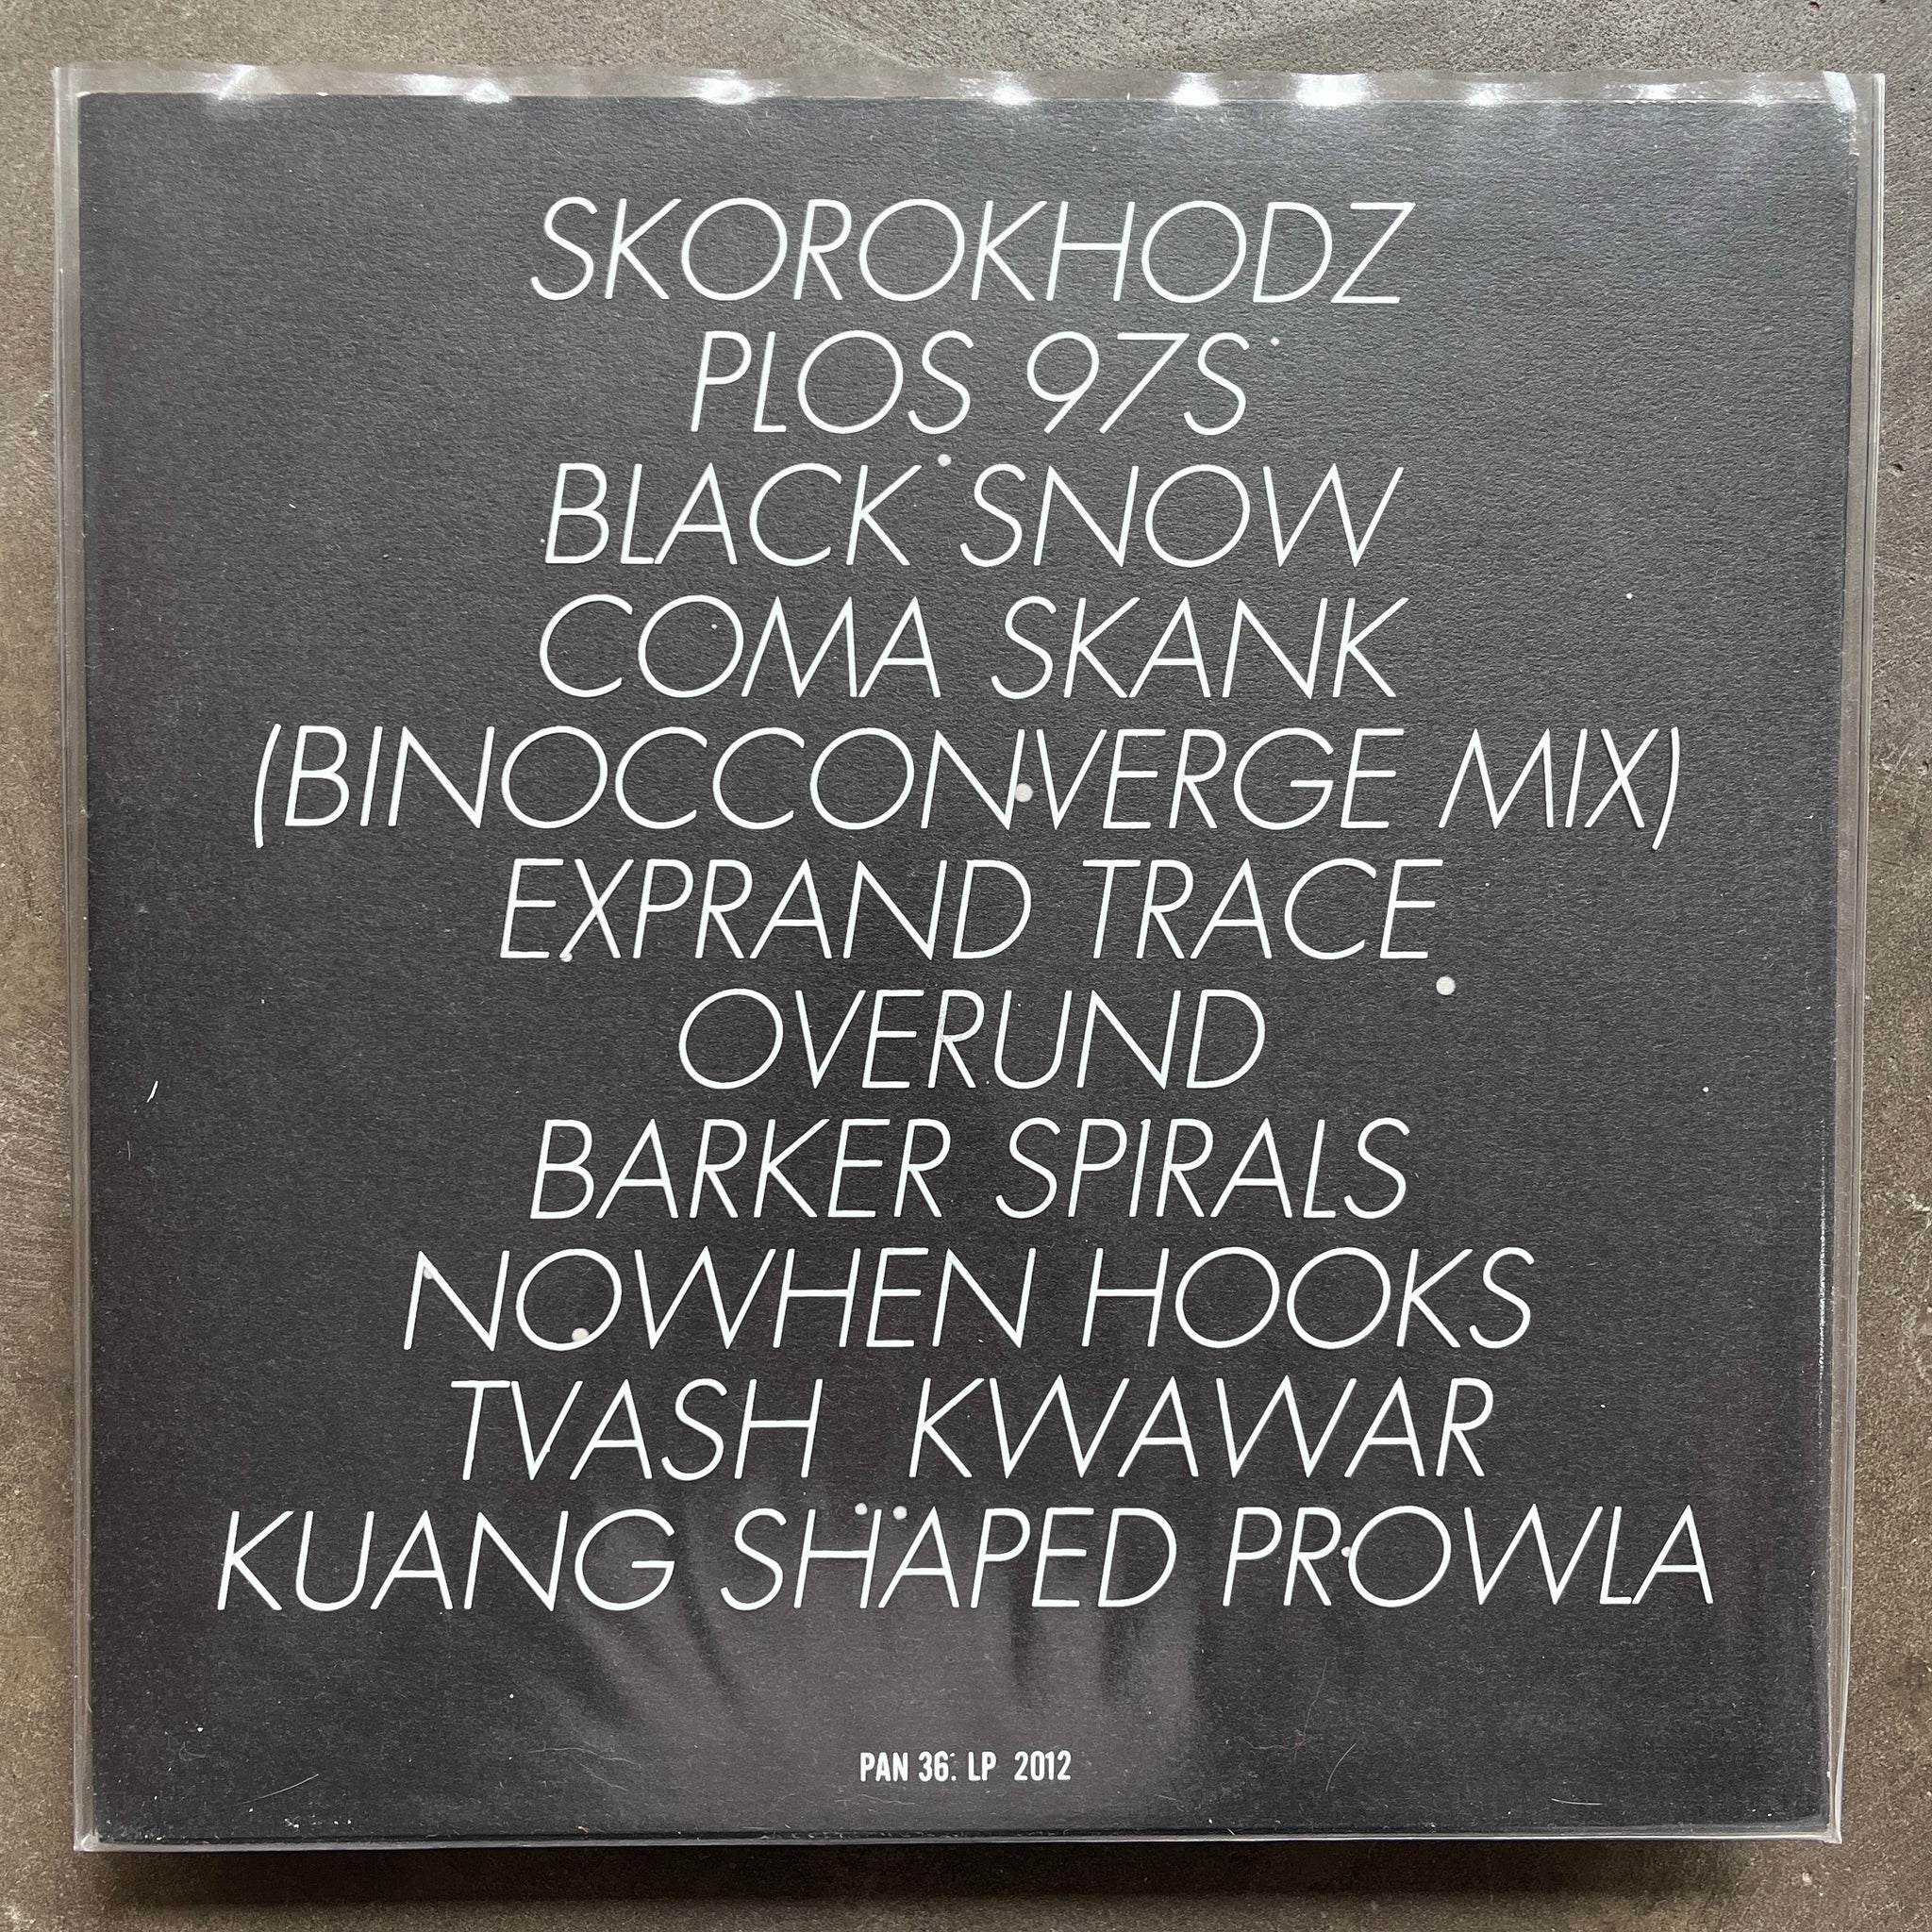 SKOROKHODZ
PLOS 97S
BLACK SNOW
COMA SKANK
(BINOCCONVERGE MIX)
EXPRAND TRACE
OVERUND
BARKER SPIRALS
NOWHEN HOOKS
TVASH KWAWAR
KUANG SHAPED PROWLA
PAN 36. LP 2012